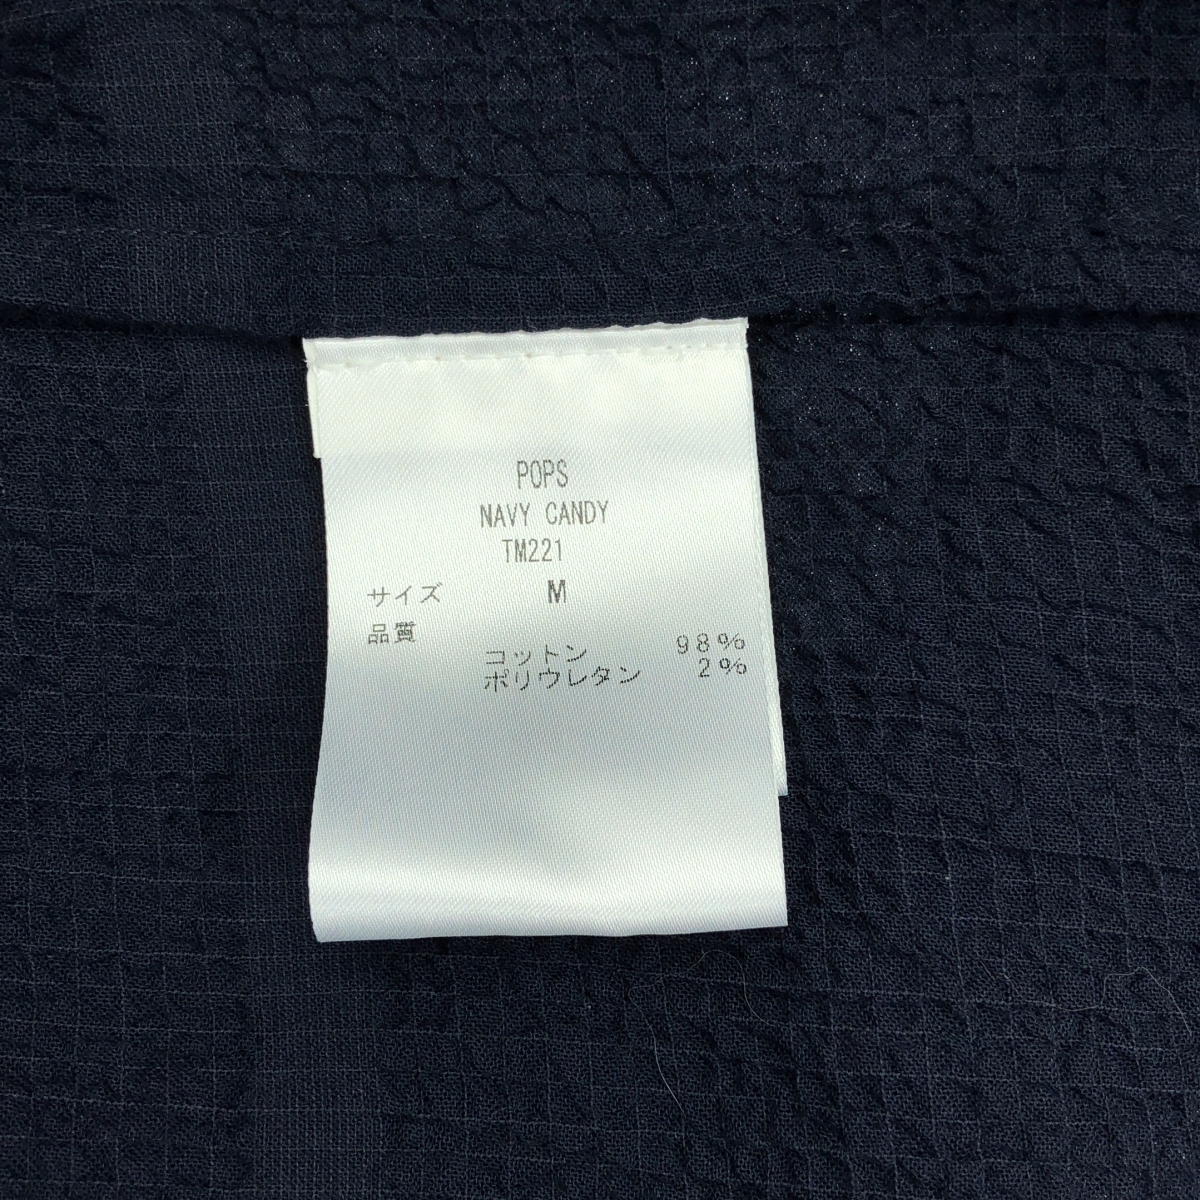 POPS
NAVY CANDY
TM221
サイズ M
品質
コットン 98%
ポリウレタン 2%